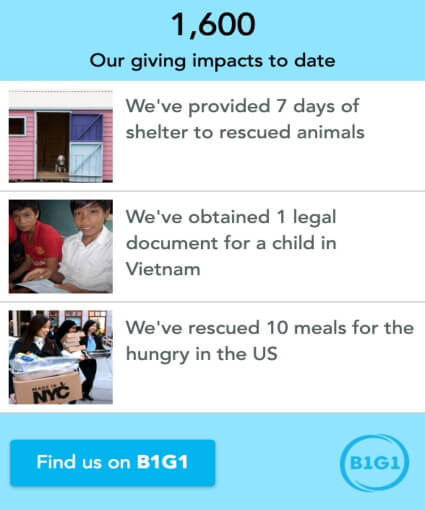 1,600
Our giving impacts to date
We've provided 7 days of
shelter to rescued animals
We've obtained 1 legal
document for a child in
Vietnam
We've rescued 10 meals for the
hungry in the US
MADE IN
NYC
Find us on B1G1
B1G1